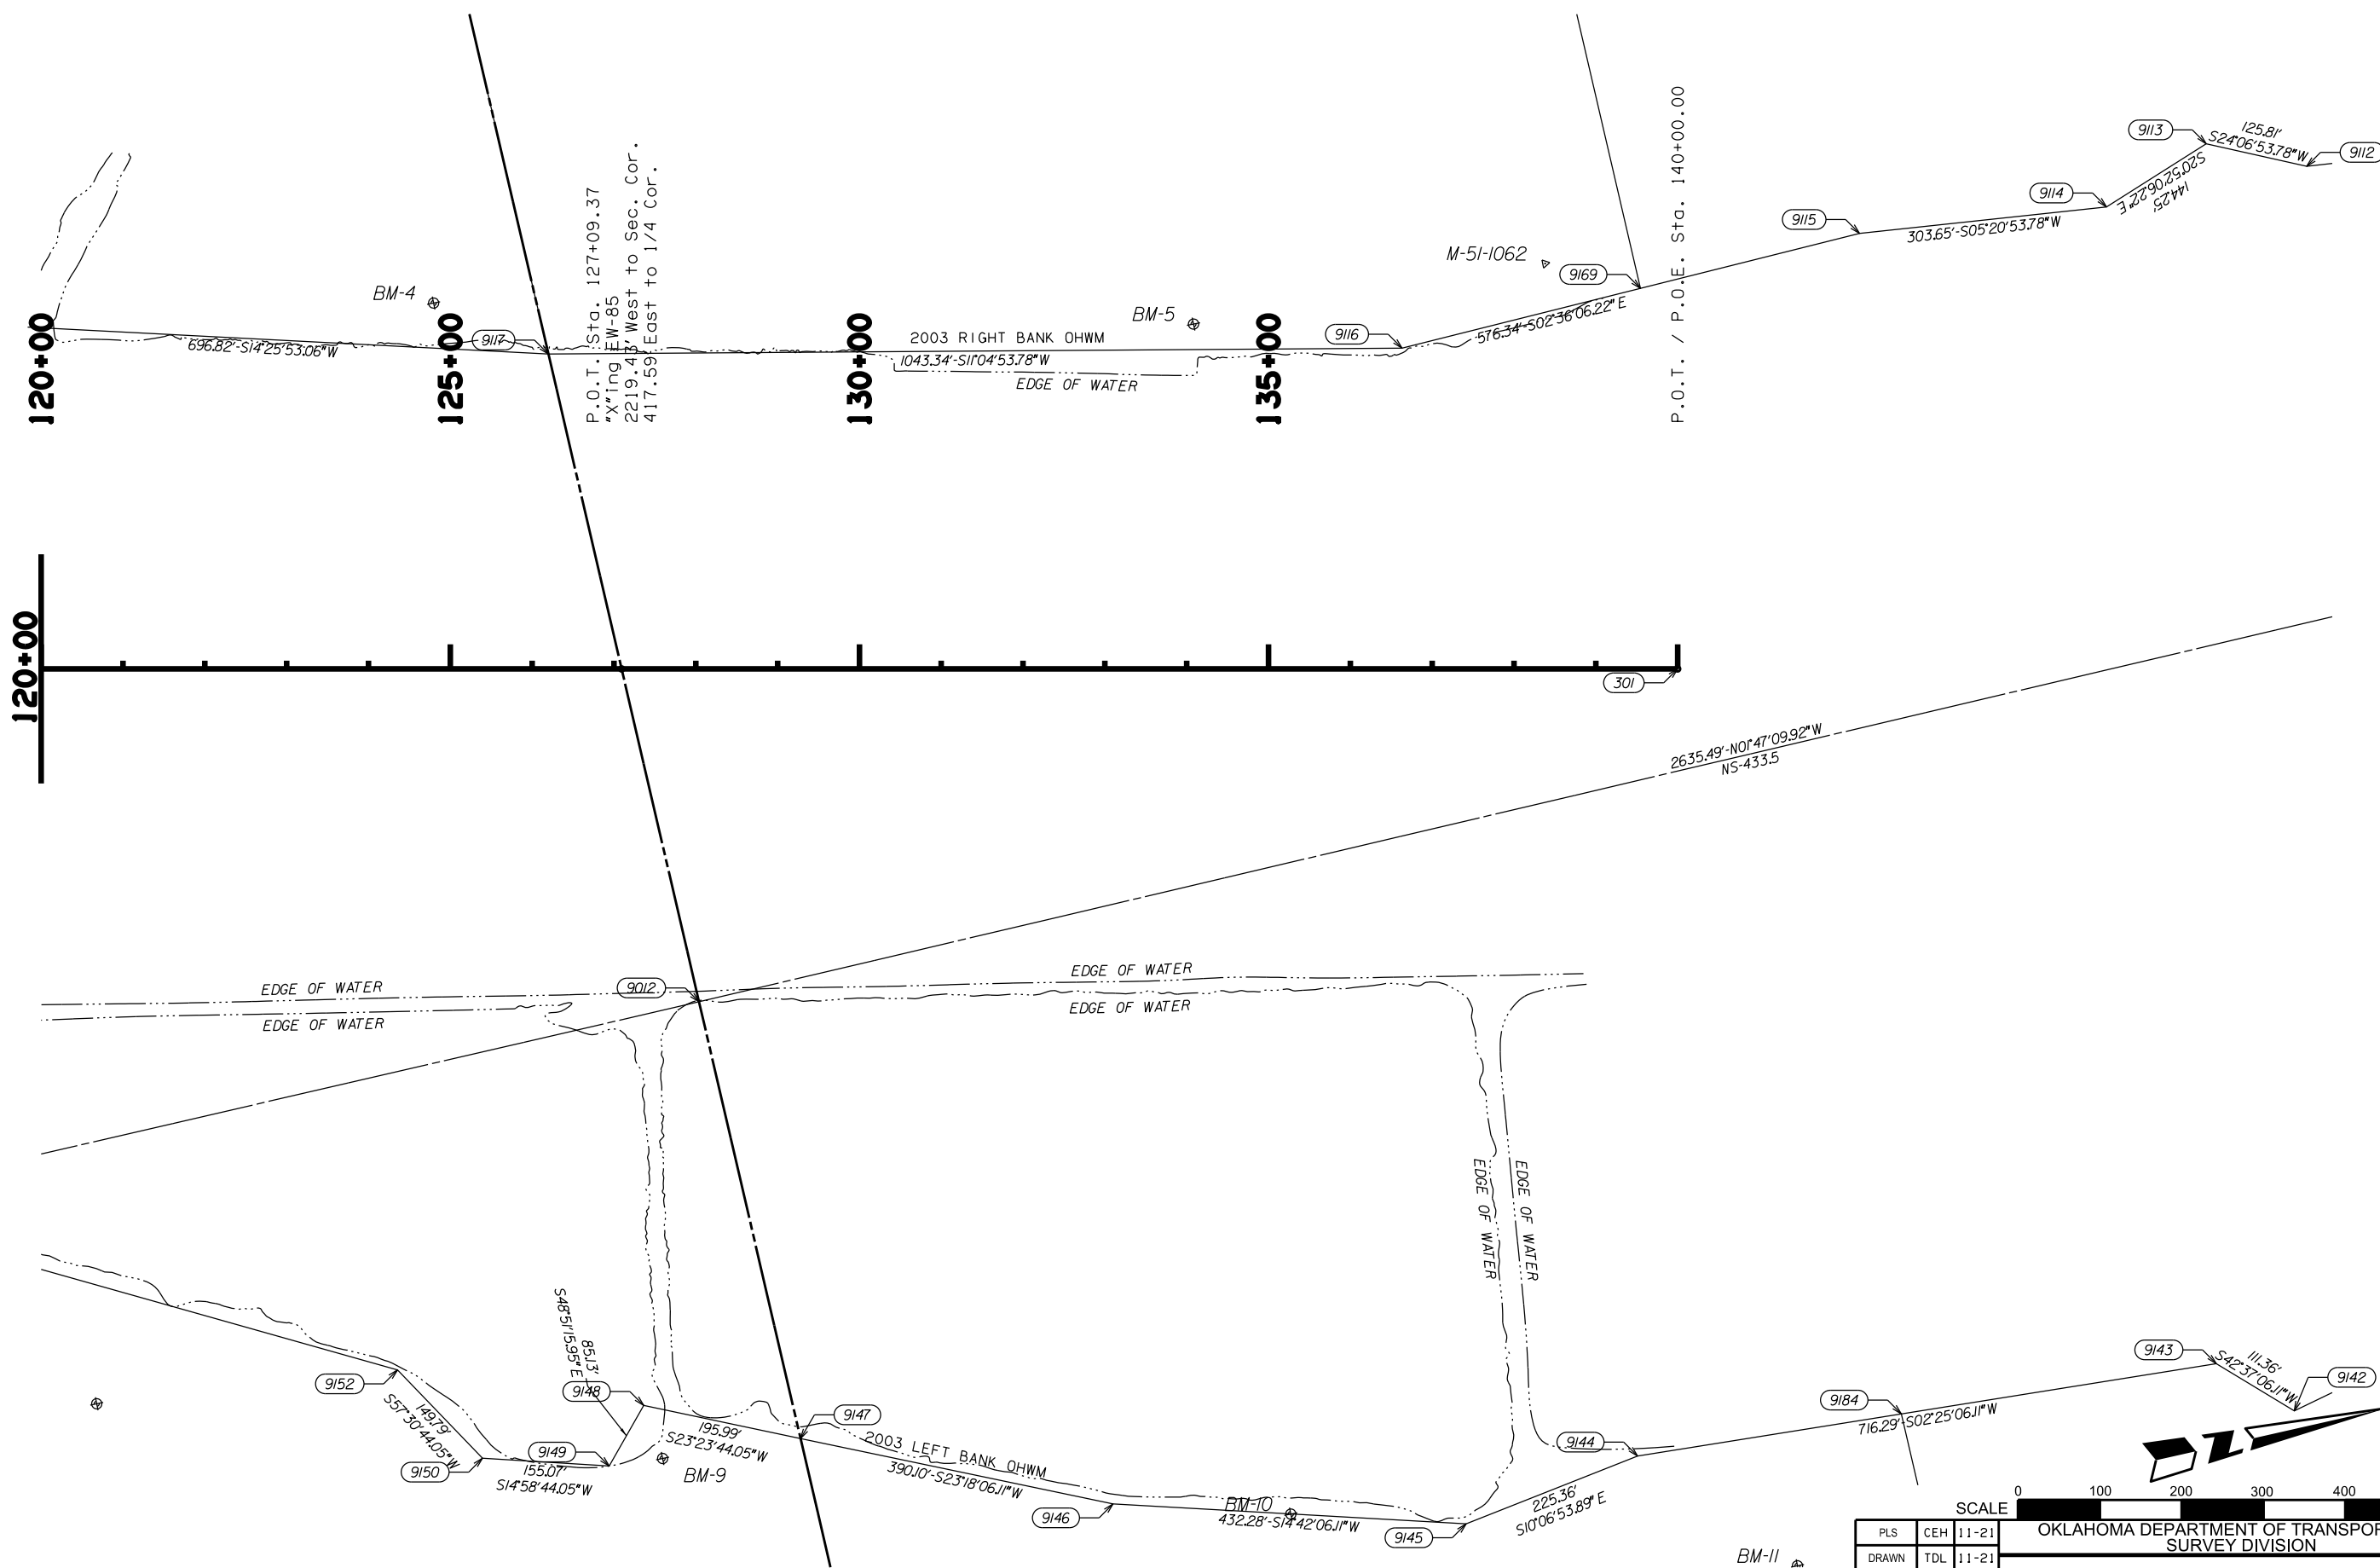 9113
125.81'
S24°06'53.78"W
9112
S20°52'06.22"E
144.25'
9114
9115
303.65'-S05°20'53.78"W
P.O.T. / P.O.E. Sta. 140+00.00
M-51-1062
9169
576.34'-S02°36'06.22"E
P.O.T. Sta. 127+09.37
"X"ing EW-85
2219.43' West to Sec. Cor.
417.59 East to 1/4 Cor.
BM-4
BM-5
120+00
125+00
130+00
135+00
696.82'-S14°25'53.06"W
9117
2003 RIGHT BANK OHWM
1043.34'-S11°04'53.78"W
EDGE OF WATER
9116
120+00
301
2635.49'-N01°47'09.92"W
NS-433.5
EDGE OF WATER
EDGE OF WATER
9012
EDGE OF WATER
EDGE OF WATER
EDGE OF WATER
EDGE OF WATER
9152
149.79'
S57°30'44.05"W
S48°51'15.95"E
85.13'
9148
9149
9150
155.07'
S14°58'44.05"W
BM-9
195.99'
S23°23'44.05"W
9147
2003 LEFT BANK OHWM
390.10'-S23°18'06.11"W
9146
BM-10
432.28'-S14°42'06.11"W
9145
225.36'
S10°06'53.89"E
9144
9184
716.29'-S02°25'06.11"W
9143
111.36'
S42°37'06.11"W
9142
N
BM-11
SCALE
0 100 200 300 400
PLS CEH 11-21
DRAWN TDL 11-21
OKLAHOMA DEPARTMENT OF TRANSPOR
SURVEY DIVISION